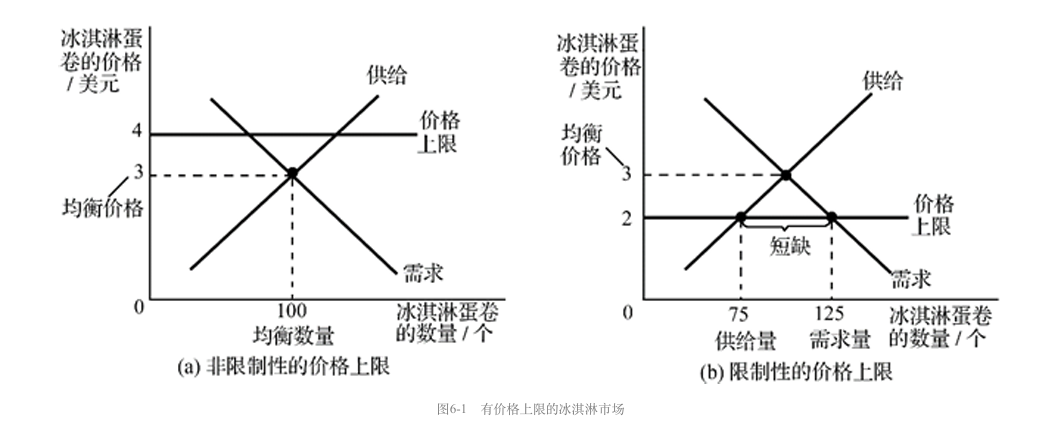 冰淇淋蛋
卷的价格
/ 美元
供给
4
价格
上限
3
均衡价格
需求
0
100
均衡数量
冰淇淋蛋卷
的数量 / 个
(a) 非限制性的价格上限
冰淇淋蛋
卷的价格
/ 美元
供给
均衡
价格
3
2
价格
上限
短缺
需求
0
75
供给量
125
需求量
冰淇淋蛋卷
的数量 / 个
(b) 限制性的价格上限
图6-1 有价格上限的冰淇淋市场